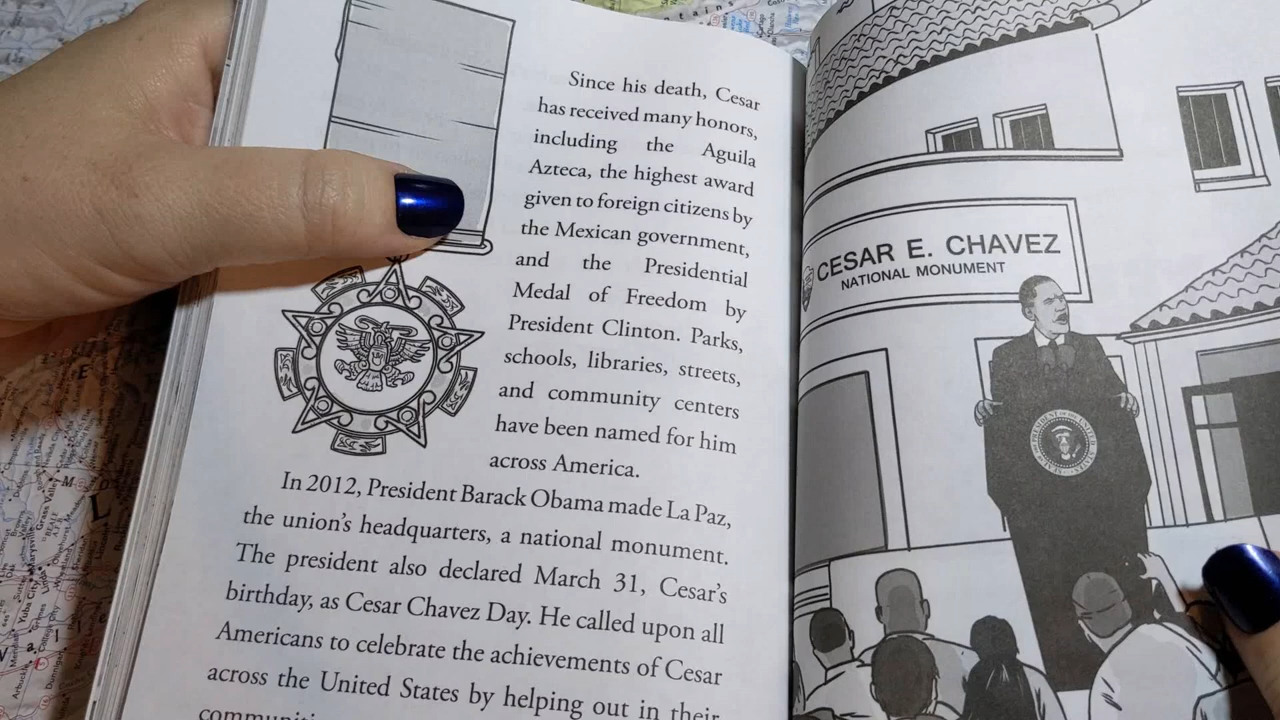 Since his death, Cesar
has received many honors,
including the Aguila
Azteca, the highest award
given to foreign citizens by
the Mexican government,
and the Presidential
Medal of Freedom by
President Clinton. Parks,
schools, libraries, streets,
and community centers
have been named for him
across America.
In 2012, President Barack Obama made La Paz,
the union's headquarters, a national monument.
The president also declared March 31, Cesar's
birthday, as Cesar Chavez Day. He called upon all
Americans to celebrate the achievements of Cesar
across the United States by helping out in their
CESAR E. CHAVEZ
NATIONAL MONUMENT
Yuba City
Marysville
Grass Valley